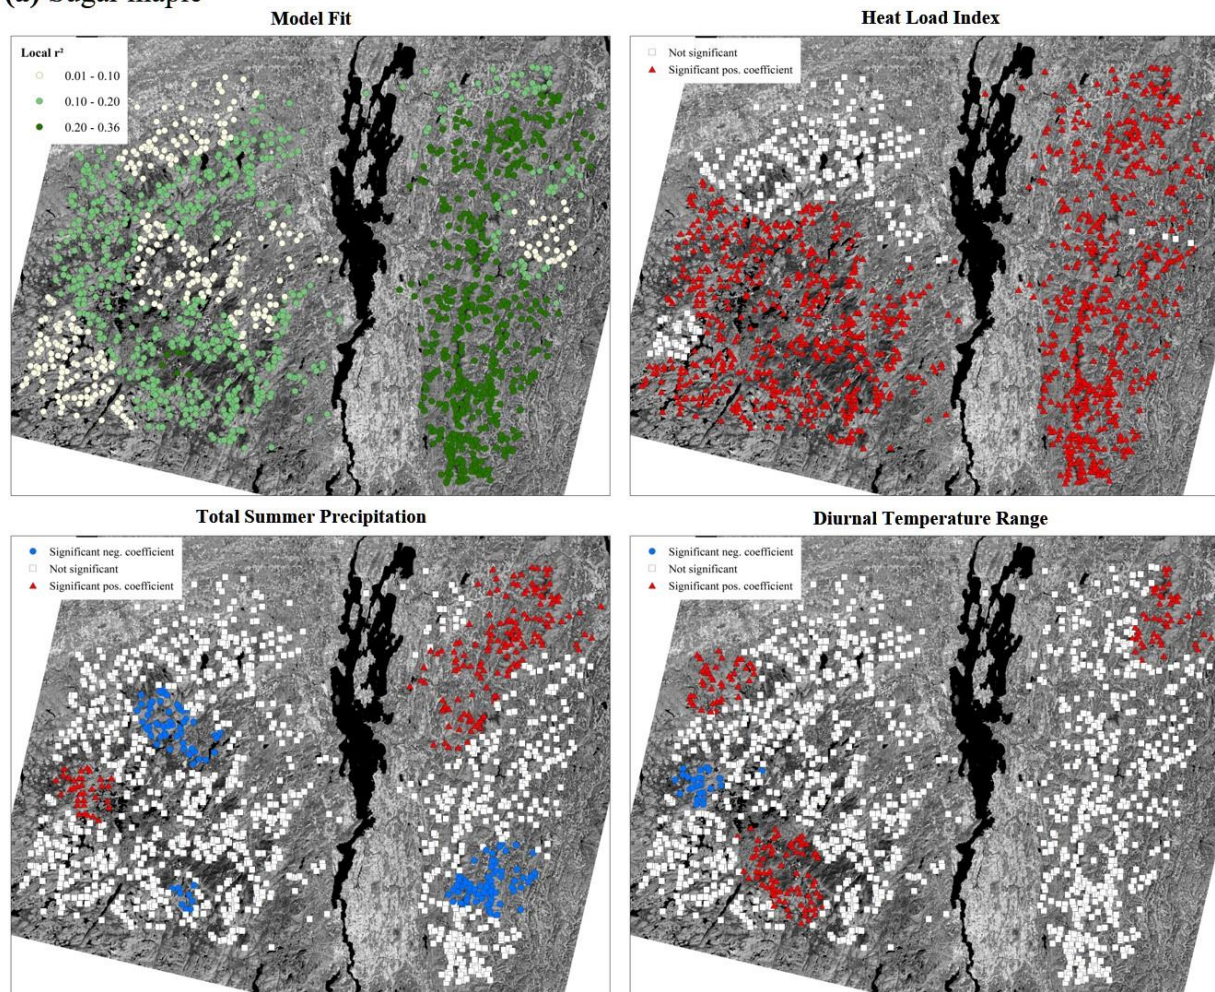 (a) Sugar maple
Model Fit
Local r²
0.01 - 0.10
0.10 - 0.20
0.20 - 0.36
Heat Load Index
Not significant
Significant pos. coefficient
Total Summer Precipitation
Significant neg. coefficient
Not significant
Significant pos. coefficient
Diurnal Temperature Range
Significant neg. coefficient
Not significant
Significant pos. coefficient